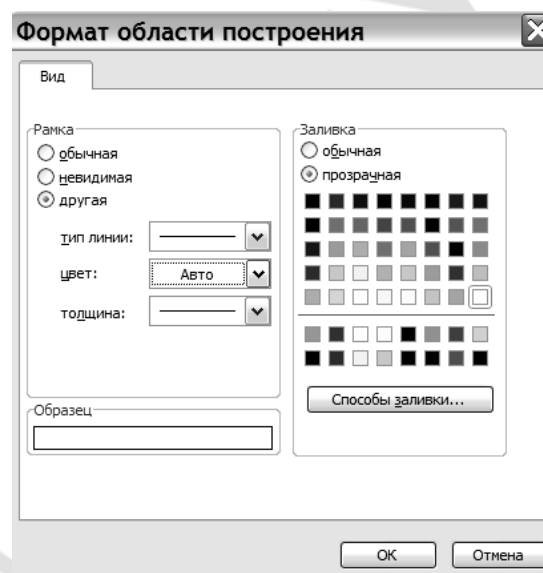 Формат области построения
Вид
Рамка
обычная
невидимая
другая
тип линии:
цвет:
Авто
толщина:
Образец
Заливка
обычная
прозрачная
Способы заливки...
ОК
Отмена